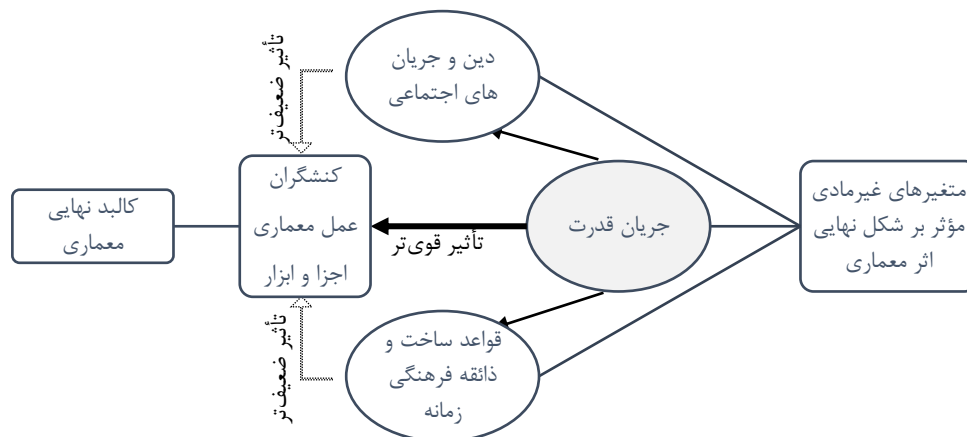 متغیرهای غیرمادی
مؤثر بر شکل نهایی
اثر معماری
دین و جریان
های اجتماعی
جریان قدرت
قواعد ساخت و
ذائقه فرهنگی
زمانه
تأثیر ضعیف‌تر
تأثیر قوی‌تر
تأثیر ضعیف‌تر
کنشگران
عمل معماری
اجزا و ابزار
کالبد نهایی
معماری